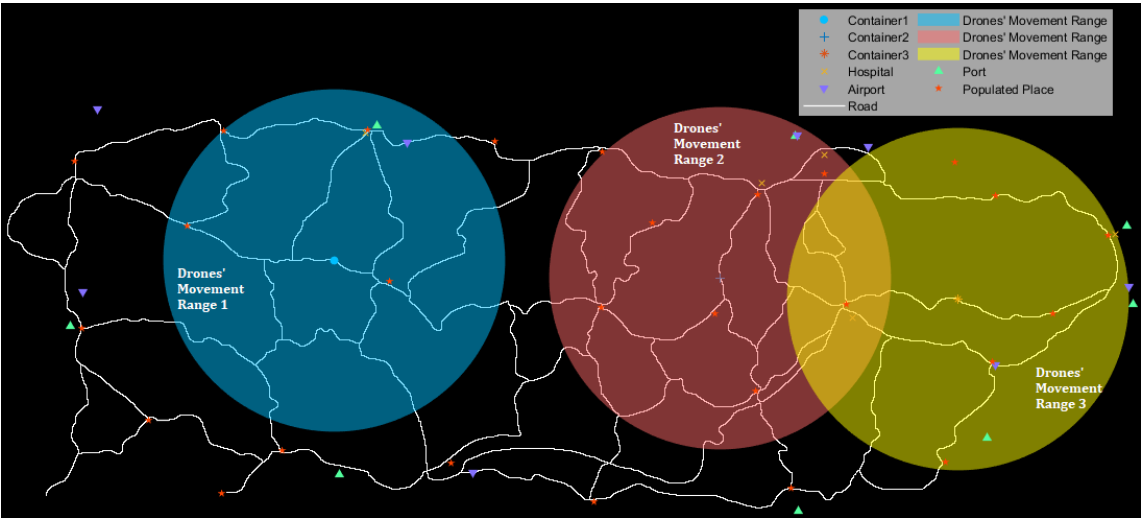 Container1 Drones' Movement Range
Container2 Drones' Movement Range
Container3 Drones' Movement Range
Hospital Port
Airport Populated Place
Road
Drones'
Movement
Range 2
Drones'
Movement
Range 1
Drones'
Movement
Range 3